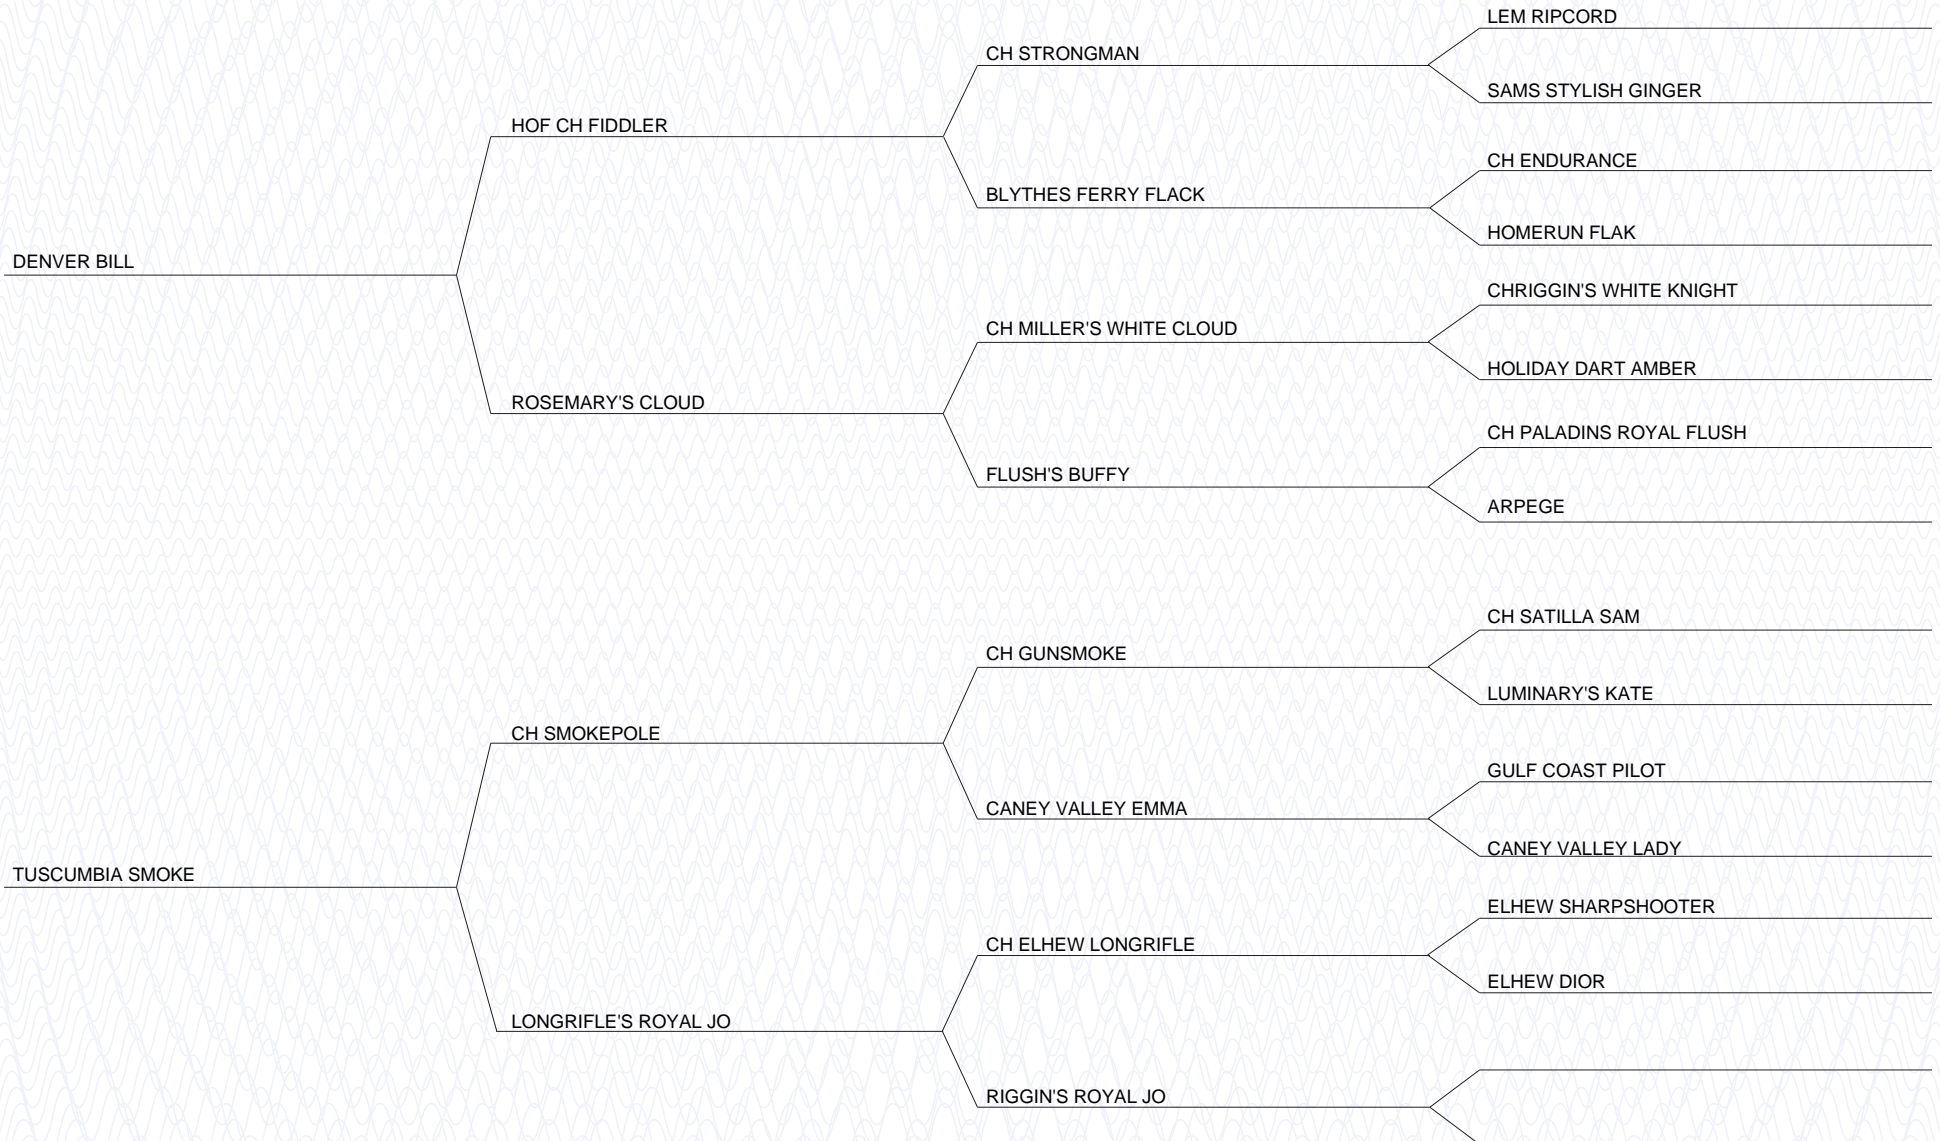 LEM RIPCORD
CH STRONGMAN
SAMS STYLISH GINGER
HOF CH FIDDLER
CH ENDURANCE
BLYTHES FERRY FLACK
HOMERUN FLAK
DENVER BILL
CHRIGGIN'S WHITE KNIGHT
CH MILLER'S WHITE CLOUD
HOLIDAY DART AMBER
ROSEMARY'S CLOUD
CH PALADINS ROYAL FLUSH
FLUSH'S BUFFY
ARPEGE
CH SATILLA SAM
CH GUNSMOKE
LUMINARY'S KATE
CH SMOKEPOLE
GULF COAST PILOT
CANEY VALLEY EMMA
CANEY VALLEY LADY
TUSCUMBIA SMOKE
ELHEW SHARPSHOOTER
CH ELHEW LONGRIFLE
ELHEW DIOR
LONGRIFLE'S ROYAL JO
RIGGIN'S ROYAL JO